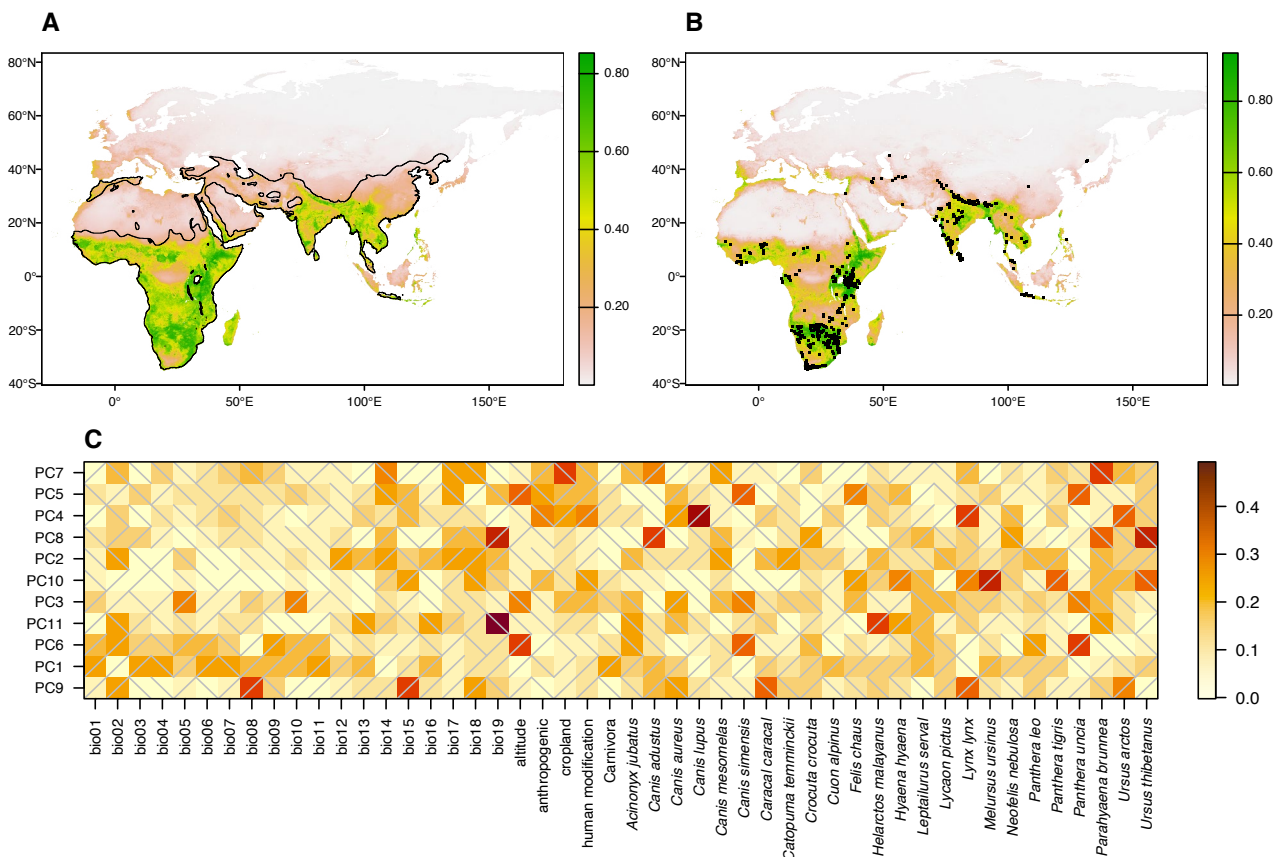 A
B
80°N
60°N
40°N
20°N
0°
20°S
40°S
0°
50°E
100°E
150°E
0.80
0.60
0.40
0.20
80°N
60°N
40°N
20°N
0°
20°S
40°S
0°
50°E
100°E
150°E
0.80
0.60
0.40
0.20
C
PC7
PC5
PC4
PC8
PC2
PC10
PC3
PC11
PC6
PC1
PC9
0.4
0.3
0.2
0.1
0.0
bio01
bio02
bio03
bio04
bio05
bio06
bio07
bio08
bio09
bio10
bio11
bio12
bio13
bio14
bio15
bio16
bio17
bio18
bio19
altitude
anthropogenic
cropland
human modification
Carnivora
Acinonyx jubatus
Canis adustus
Canis aureus
Canis lupus
Canis mesomelas
Canis simensis
Caracal caracal
Catopuma temminckii
Crocuta crocuta
Cuon alpinus
Felis chaus
Helarctos malayanus
Hyaena hyaena
Leptailurus serval
Lycaon pictus
Lynx lynx
Melursus ursinus
Neofelis nebulosa
Panthera leo
Panthera tigris
Panthera uncia
Parahyaena brunnea
Ursus arctos
Ursus thibetanus